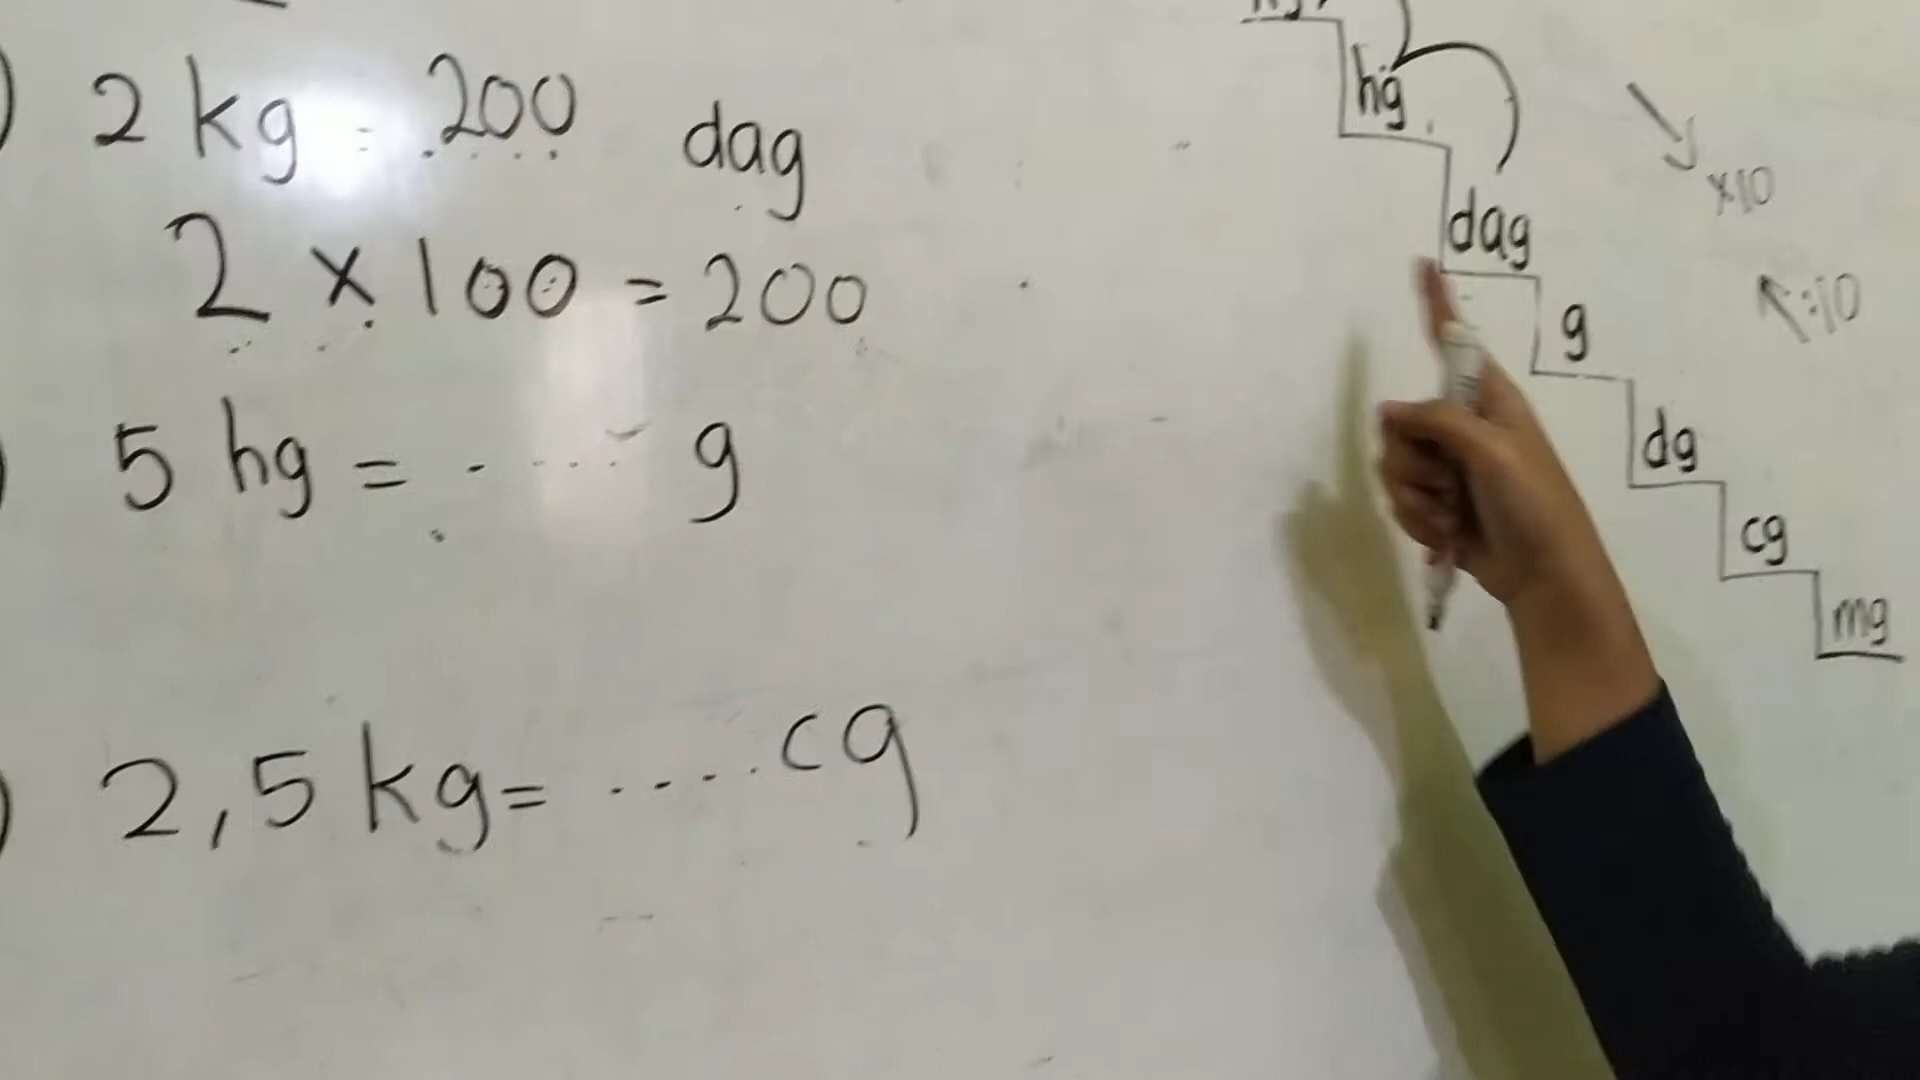 2 kg = 200 dag
2 x 100 = 200
5 hg = ..... g
2,5 kg = ..... cg
hg
dag
g
dg
cg
mg
x10
:10